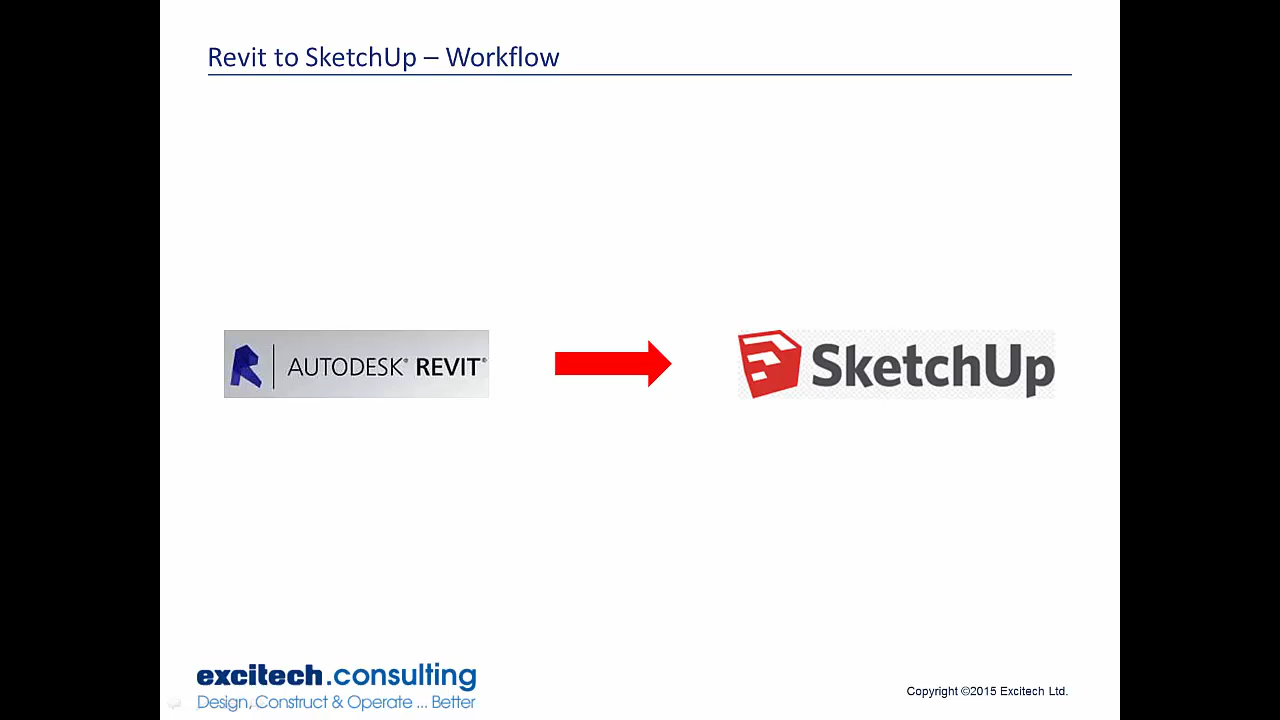 Revit to SketchUp – Workflow
AUTODESK® REVIT®
SketchUp
excitech.consulting
Design, Construct & Operate ... Better
Copyright ©2015 Excitech Ltd.